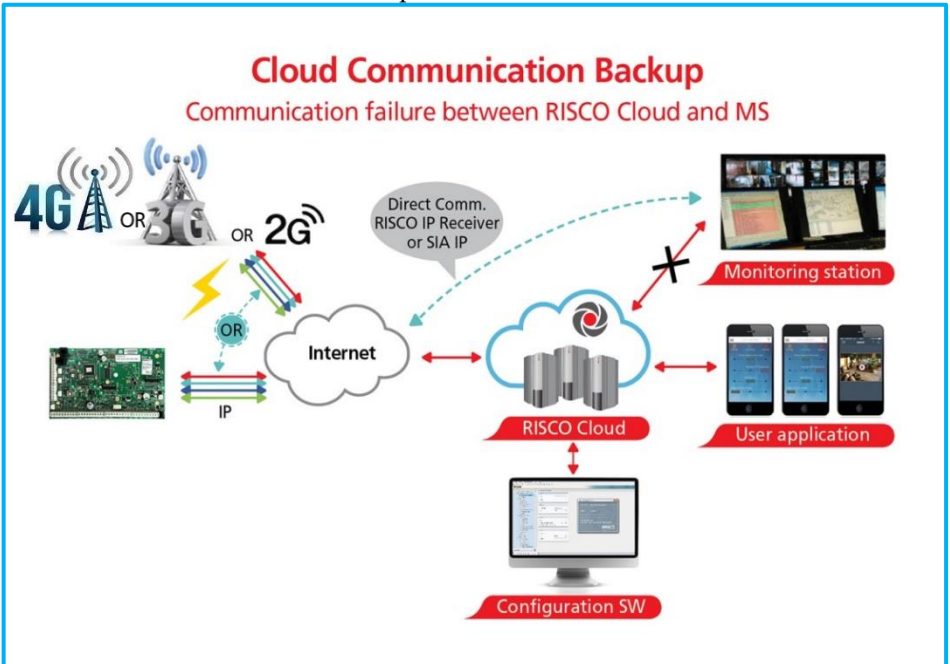 Cloud Communication Backup
Communication failure between RISCO Cloud and MS
4G
OR
3G
OR
2G
Direct Comm.
RISCO IP Receiver
or SIA IP
Monitoring station
OR
Internet
IP
RISCO Cloud
User application
Configuration SW